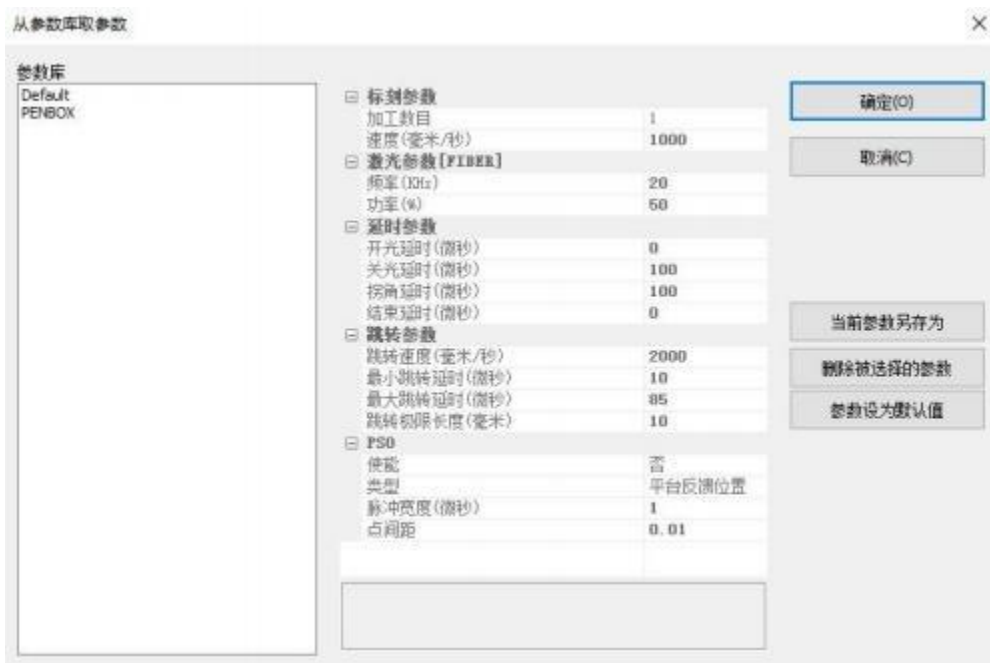 从参数库取参数
参数库
Default
PENBOX
标刻参数
加工数目 1
速度(毫米/秒) 1000
激光参数[FIBER]
频率(KHz) 20
功率(%) 50
延时参数
开光延时(微秒) 0
关光延时(微秒) 100
拐角延时(微秒) 100
结束延时(微秒) 0
跳转参数
跳转速度(毫米/秒) 2000
最小跳转延时(微秒) 10
最大跳转延时(微秒) 85
跳转极限长度(毫米) 10
PSO
使能 否
类型 平台反馈位置
脉冲宽度(微秒) 1
点间距 0.01
确定(O)
取消(C)
当前参数另存为
删除被选择的参数
参数设为默认值